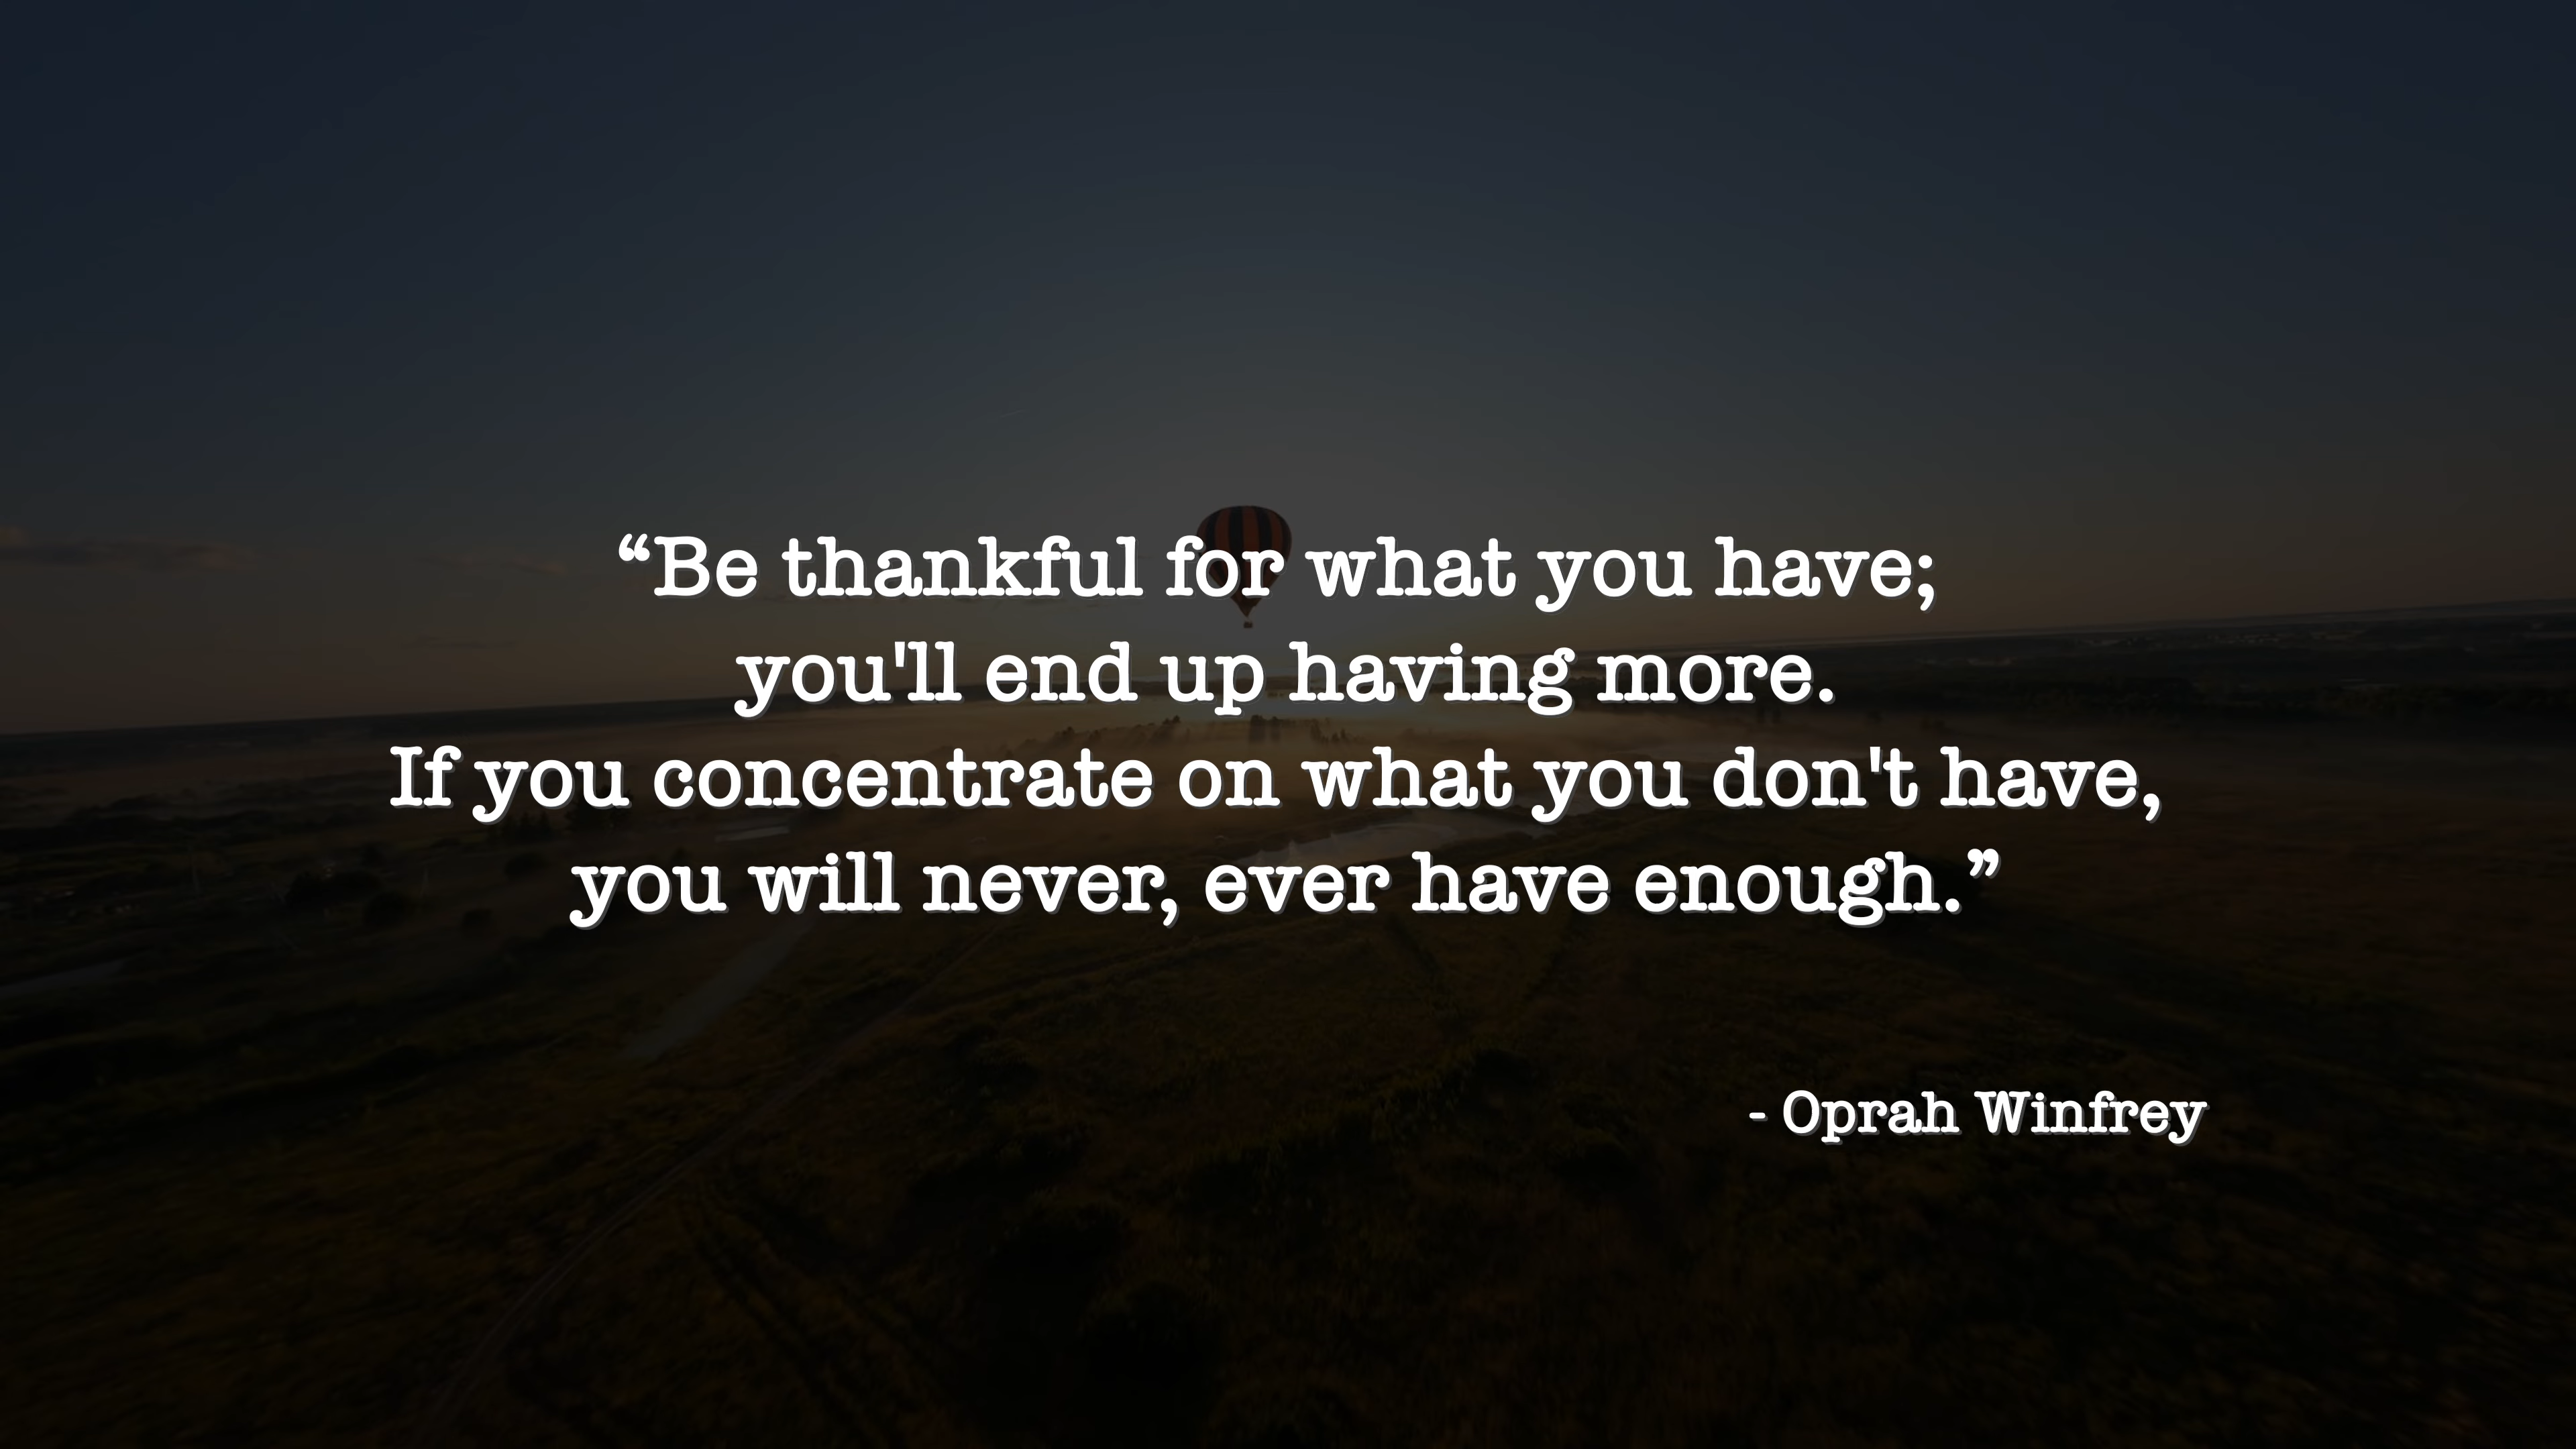 “Be thankful for what you have;
you'll end up having more.
If you concentrate on what you don't have,
you will never, ever have enough.”
- Oprah Winfrey